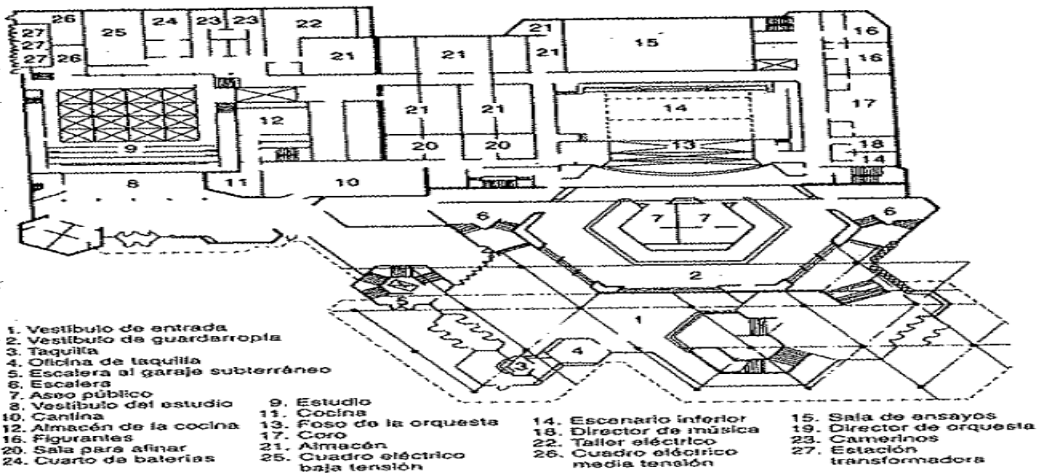 26 25 24 23 23 22 21 21 21 21 15 16
27
27
27 26 16
21 21 14 17
12
20 20 13 18
9 14
8 11 10
6 7 7 6
2
5
1
4
3
1. Vestíbulo de entrada
2. Vestíbulo de guardarropía
3. Taquilla
4. Oficina de taquilla
5. Escalera al garaje subterráneo
6. Escalera
7. Aseo público
8. Vestíbulo del estudio
9. Estudio
10. Cantina
11. Cocina
12. Almacén de la cocina
13. Foso de la orquesta
14. Escenario inferior
15. Sala de ensayos
16. Figurantes
17. Coro
18. Director de música
19. Director de orquesta
20. Sala para afinar
21. Almacén
22. Taller eléctrico
23. Camerinos
24. Cuarto de baterías
25. Cuadro eléctrico
baja tensión
26. Cuadro eléctrico
media tensión
27. Estación
transformadora